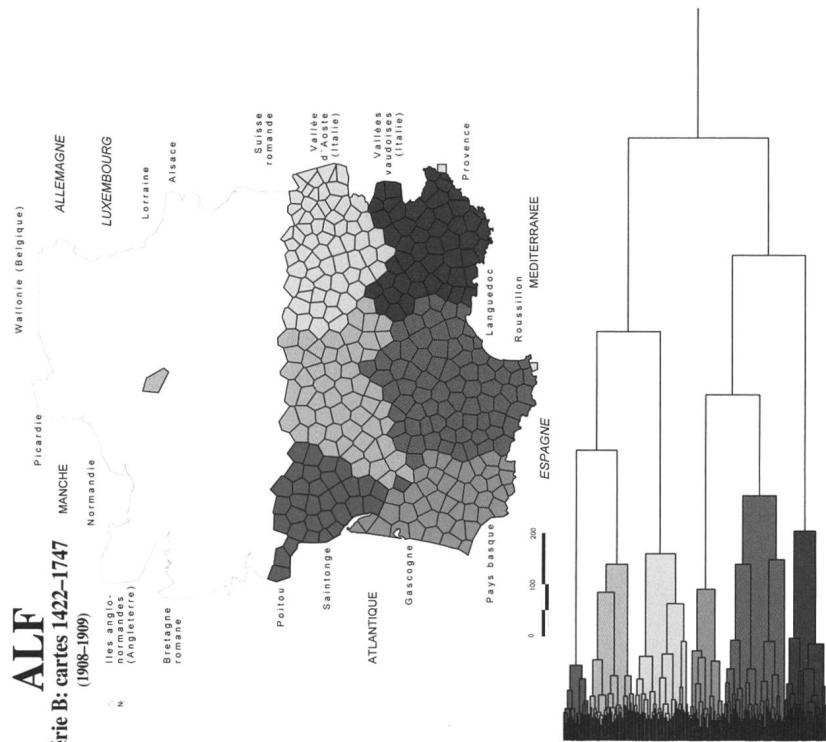 ALF
érie B: cartes 1422–1747
(1908–1909)
N
Iles anglo-
normandes
(Angleterre)
Bretagne
romane
MANCHE
Normandie
Picardie
Wallonie (Belgique)
ALLEMAGNE
LUXEMBOURG
Lorraine
Alsace
Suisse
romande
Vallée
d'Aoste
(Italie)
Vallées
vaudoises
(Italie)
Provence
Poitou
Saintonge
ATLANTIQUE
Gascogne
Pays basque
Languedoc
Roussillon
MEDITERRANEE
ESPAGNE
0 100 200